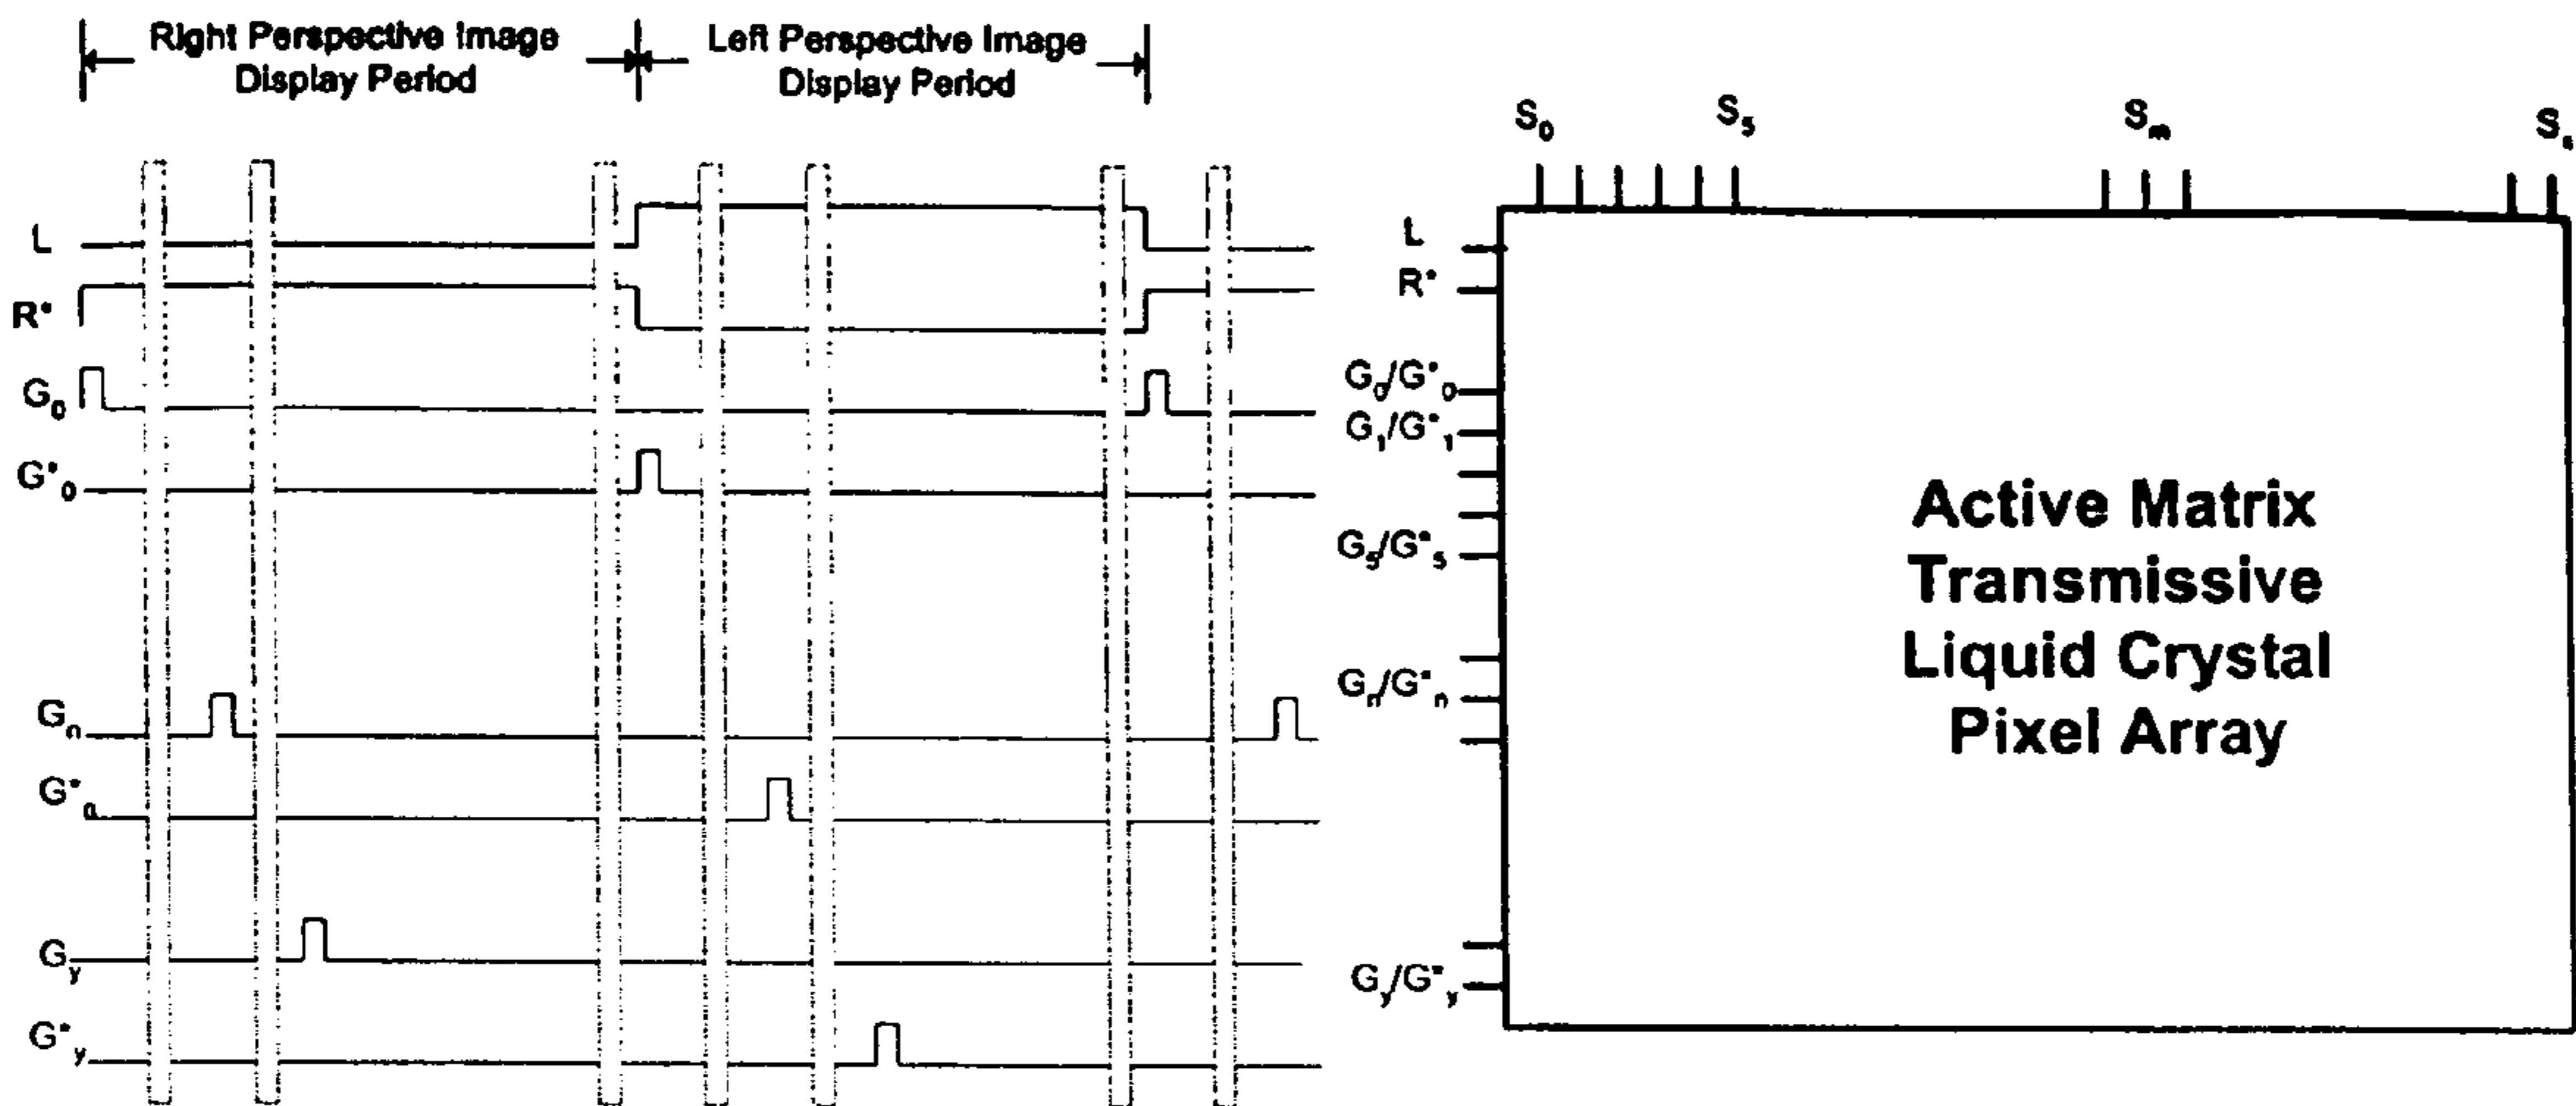 Right Perspective Image
Display Period
Left Perspective Image
Display Period
L
R*
G₀
G*₀
Gₙ
G*ₙ
Gy
G*y
S₀
S₅
Sₘ
L
R*
G₀/G*₀
G₁/G*₁
G₅/G*₅
Gₙ/G*ₙ
Gy/G*y
Active Matrix
Transmissive
Liquid Crystal
Pixel Array